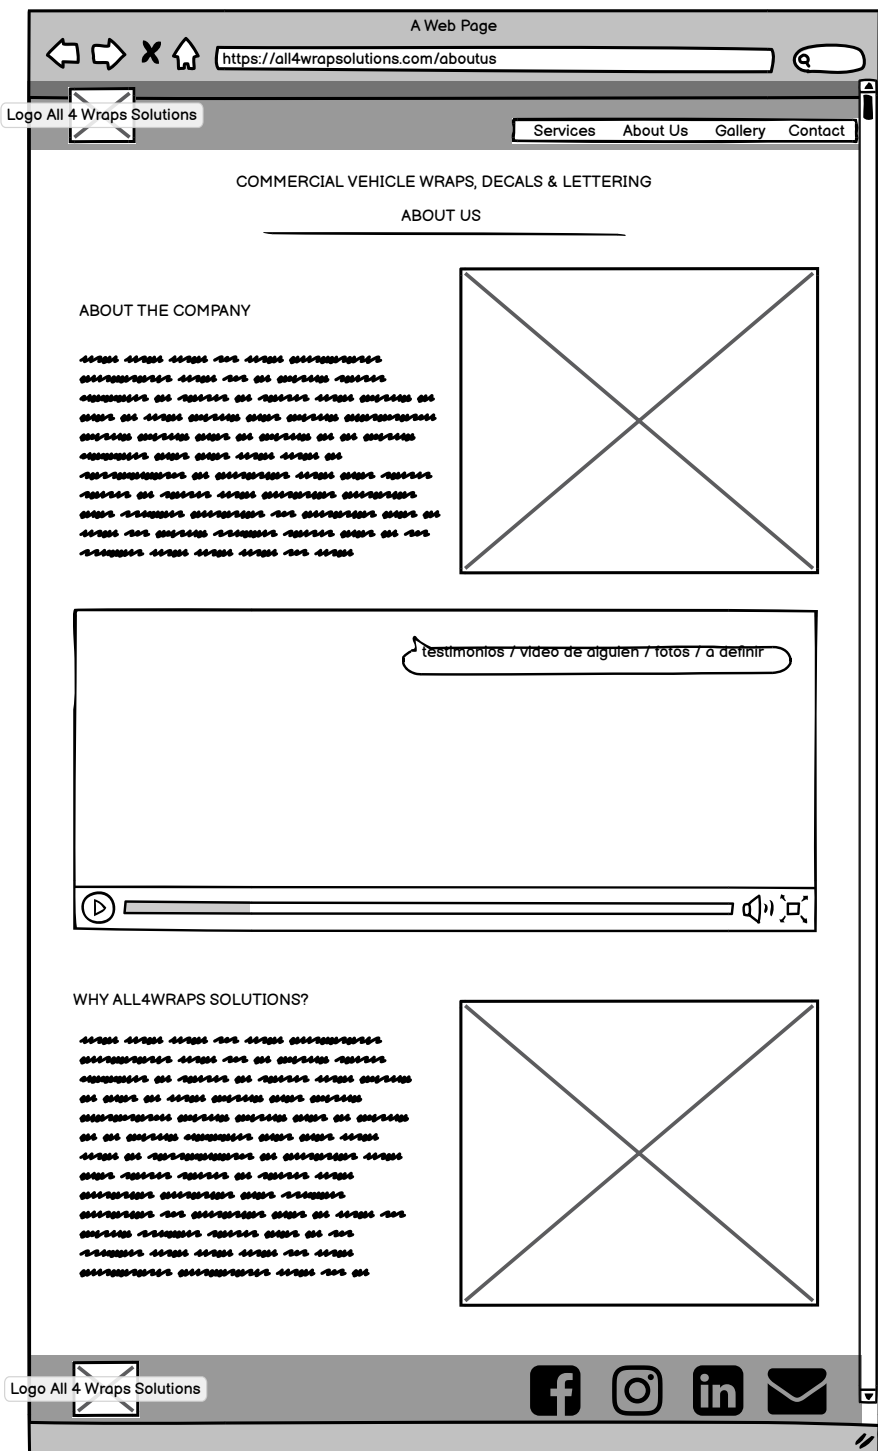 A Web Page
https://all4wrapsolutions.com/aboutus
Logo All 4 Wraps Solutions
Services About Us Gallery Contact
COMMERCIAL VEHICLE WRAPS, DECALS & LETTERING
ABOUT US
ABOUT THE COMPANY
testimonios / video de alguien / fotos / a definir
WHY ALL4WRAPS SOLUTIONS?
Logo All 4 Wraps Solutions